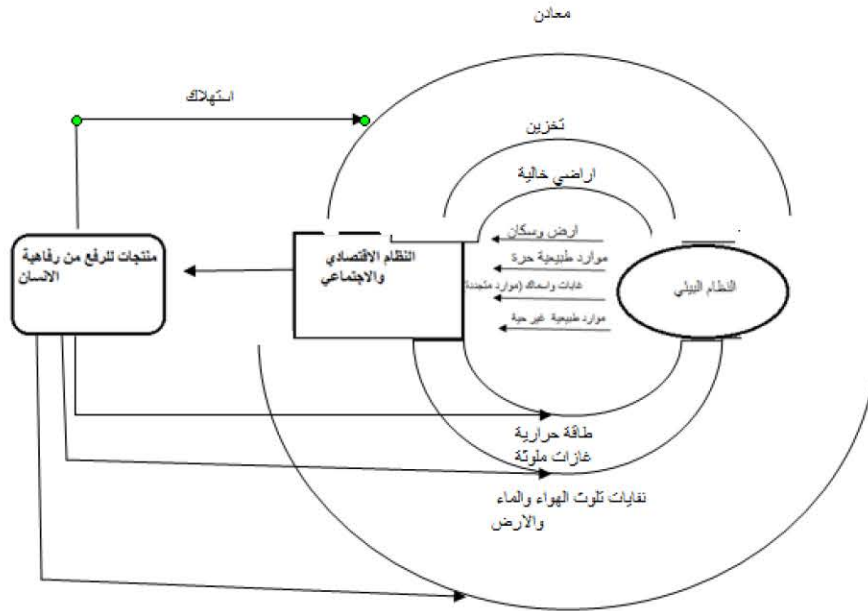 معادن
استهلاك
تخزين
اراضي خالية
ارض وسكان
موارد طبيعية حرة
غابات واسماك (موارد متجددة
موارد طبيعية غير حية
النظام البيئي
النظام الاقتصادي
والاجتماعي
منتجات للرفع من رفاهية
الانسان
طاقة حرارية
غازات ملوثة
نفايات تلوث الهواء والماء
والارض